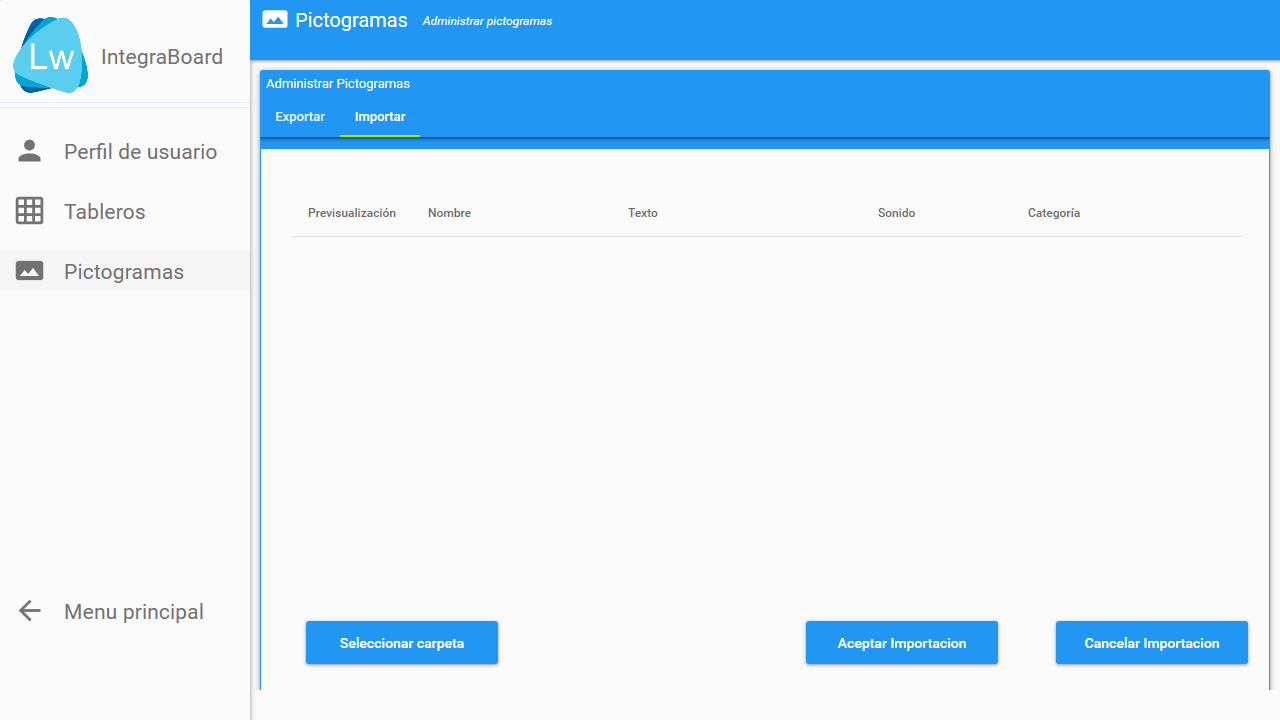 Lw IntegraBoard
Perfil de usuario
Tableros
Pictogramas
Menu principal
Pictogramas Administrar pictogramas
Administrar Pictogramas
Exportar Importar
Previsualización Nombre Texto Sonido Categoría
Seleccionar carpeta Aceptar Importacion Cancelar Importacion